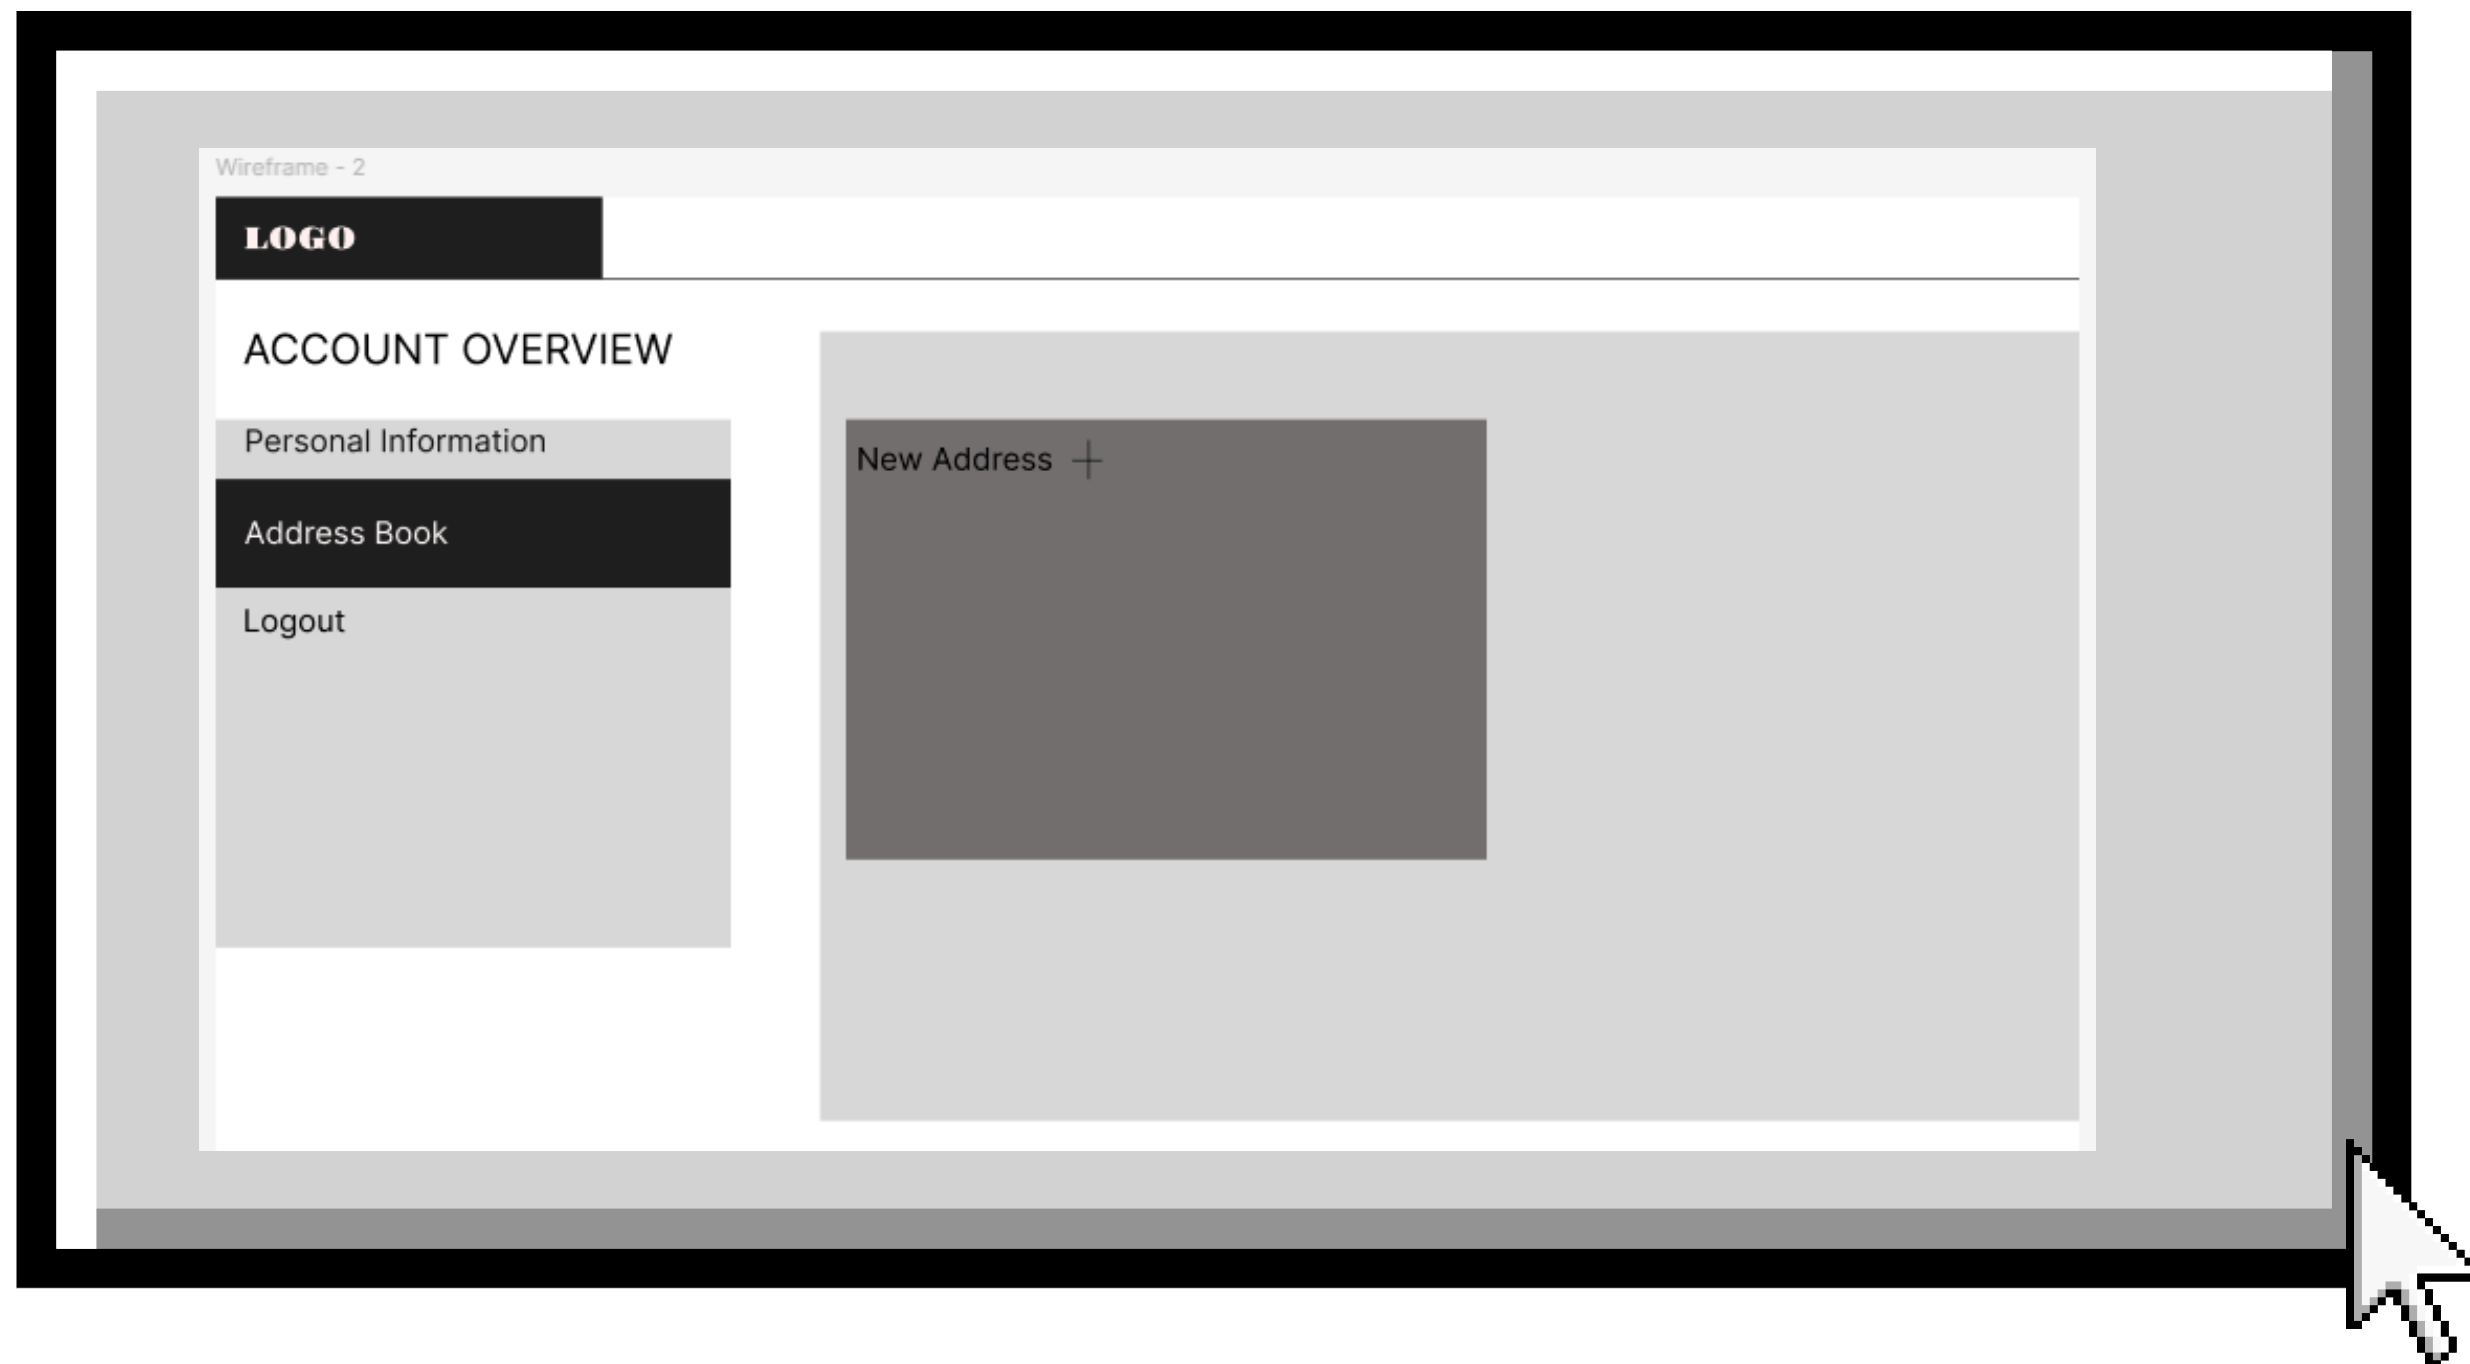 Wireframe - 2
LOGO
ACCOUNT OVERVIEW
Personal Information
Address Book
Logout
New Address